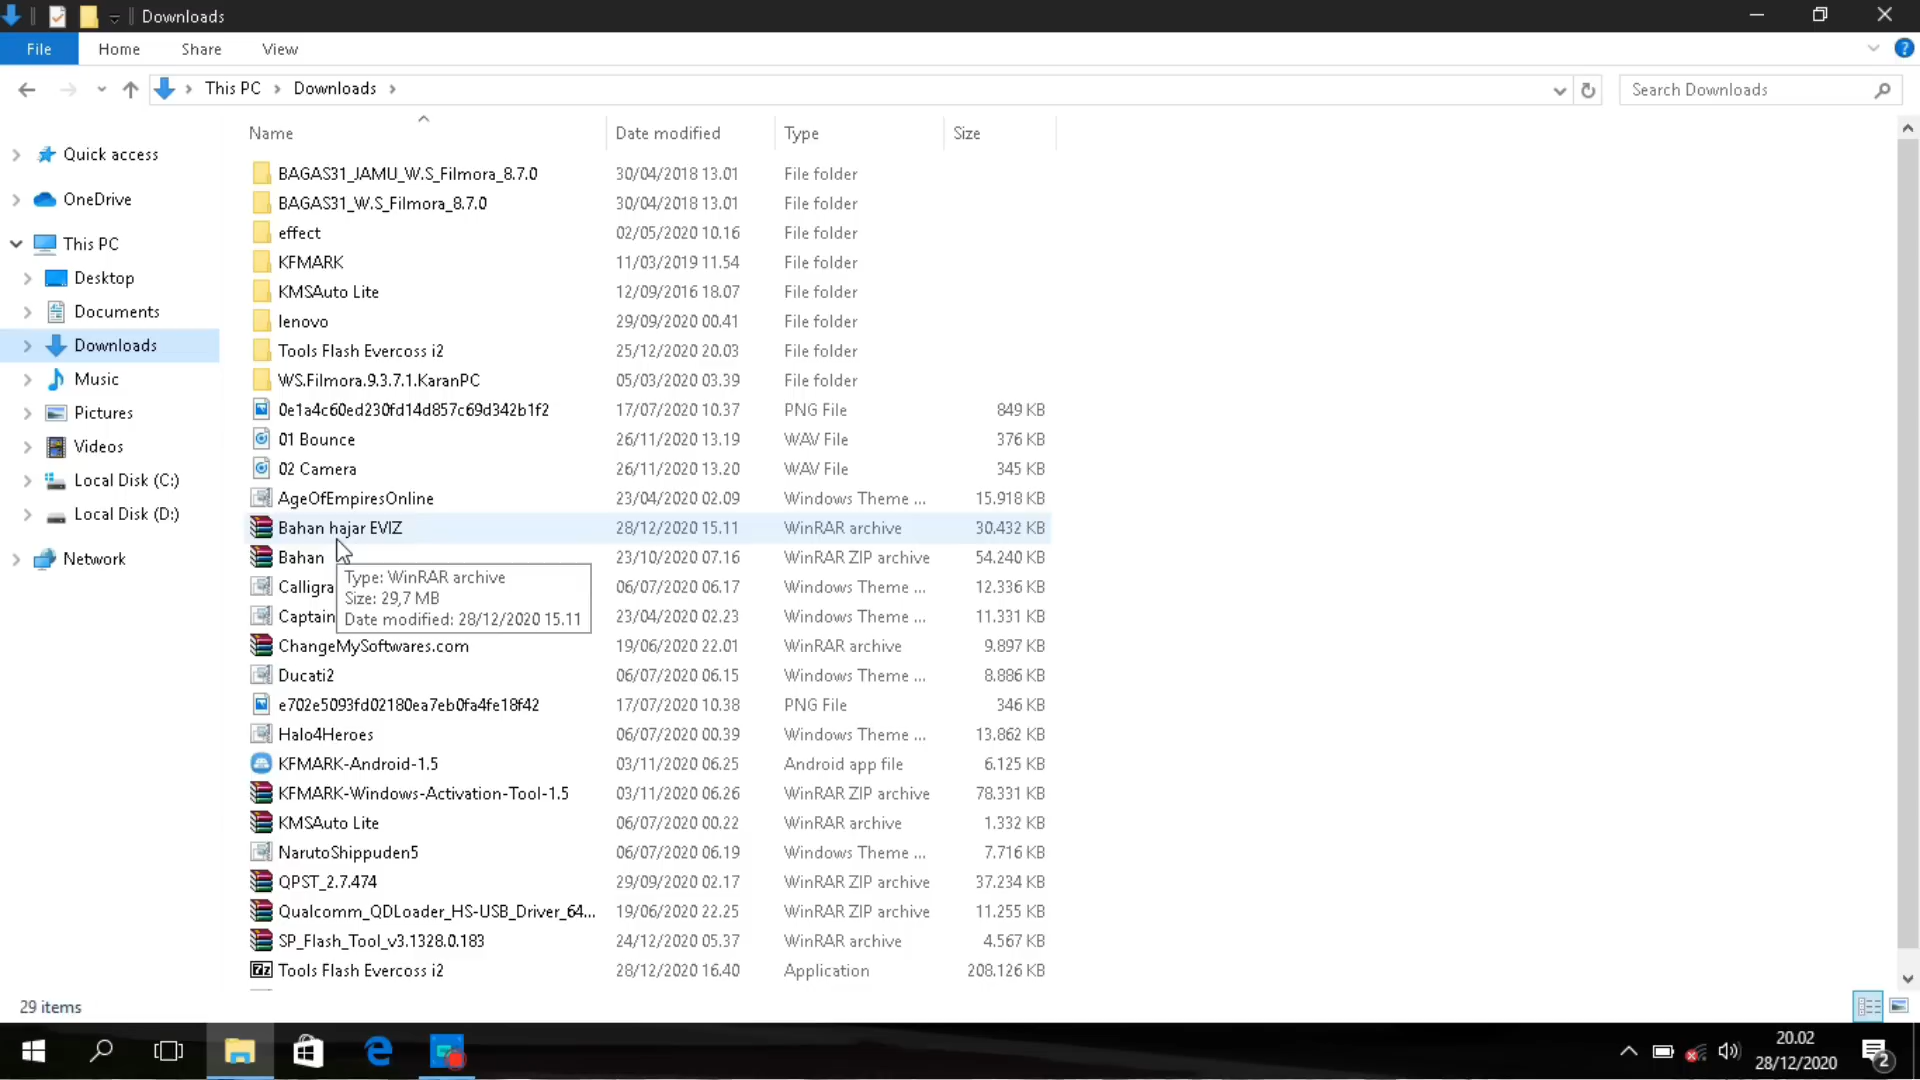 Downloads
File Home Share View
This PC Downloads
Search Downloads
Name Date modified Type Size
Quick access
OneDrive
This PC
Desktop
Documents
Downloads
Music
Pictures
Videos
Local Disk (C:)
Local Disk (D:)
Network
BAGAS31_JAMU_W.S_Filmora_8.7.0 30/04/2018 13.01 File folder
BAGAS31_W.S_Filmora_8.7.0 30/04/2018 13.01 File folder
effect 02/05/2020 10.16 File folder
KFMARK 11/03/2019 11.54 File folder
KMSAuto Lite 12/09/2016 18.07 File folder
lenovo 29/09/2020 00.41 File folder
Tools Flash Evercoss i2 25/12/2020 20.03 File folder
WS.Filmora.9.3.7.1.KaranPC 05/03/2020 03.39 File folder
0e1a4c60ed230fd14d857c69d342b1f2 17/07/2020 10.37 PNG File 849 KB
01 Bounce 26/11/2020 13.19 WAV File 376 KB
02 Camera 26/11/2020 13.20 WAV File 345 KB
AgeOfEmpiresOnline 23/04/2020 02.09 Windows Theme ... 15.918 KB
Bahan hajar EVIZ 28/12/2020 15.11 WinRAR archive 30.432 KB
Bahan 23/10/2020 07.16 WinRAR ZIP archive 54.240 KB
Calligra 06/07/2020 06.17 Windows Theme ... 12.336 KB
Captain 23/04/2020 02.23 Windows Theme ... 11.331 KB
Type: WinRAR archive
Size: 29,7 MB
Date modified: 28/12/2020 15.11
ChangeMySoftwares.com 19/06/2020 22.01 WinRAR archive 9.897 KB
Ducati2 06/07/2020 06.15 Windows Theme ... 8.886 KB
e702e5093fd02180ea7eb0fa4fe18f42 17/07/2020 10.38 PNG File 346 KB
Halo4Heroes 06/07/2020 00.39 Windows Theme ... 13.862 KB
KFMARK-Android-1.5 03/11/2020 06.25 Android app file 6.125 KB
KFMARK-Windows-Activation-Tool-1.5 03/11/2020 06.26 WinRAR ZIP archive 78.331 KB
KMSAuto Lite 06/07/2020 00.22 WinRAR archive 1.332 KB
NarutoShippuden5 06/07/2020 06.19 Windows Theme ... 7.716 KB
QPST_2.7.474 29/09/2020 02.17 WinRAR ZIP archive 37.234 KB
Qualcomm_QDLoader_HS-USB_Driver_64... 19/06/2020 22.25 WinRAR ZIP archive 11.255 KB
SP_Flash_Tool_v3.1328.0.183 24/12/2020 05.37 WinRAR archive 4.567 KB
Tools Flash Evercoss i2 28/12/2020 16.40 Application 208.126 KB
29 items
20.02
28/12/2020
2